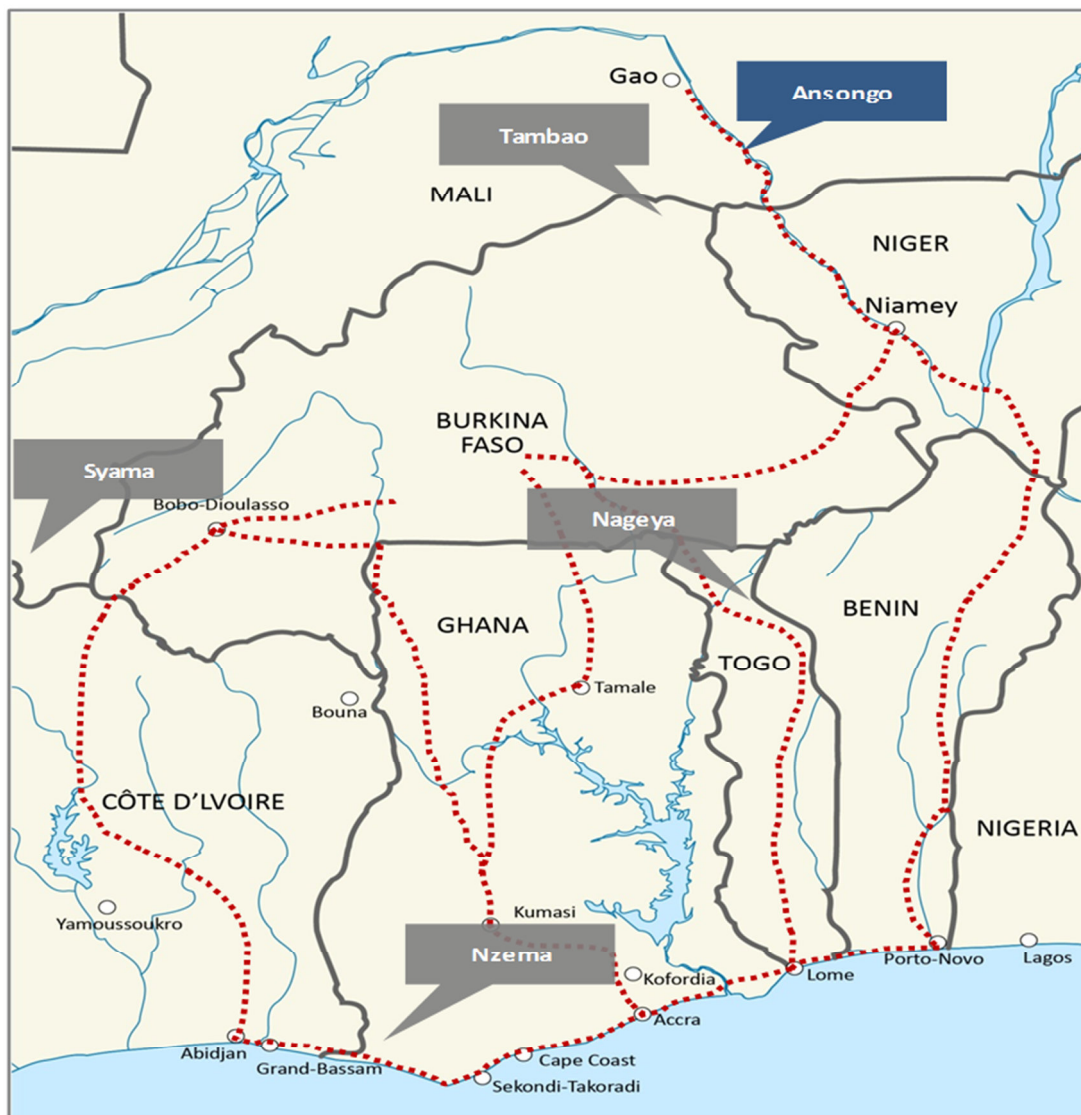 Gao
Ansongo
Tambao
MALI
NIGER
Niamey
BURKINA
FASO
Syama
Bobo-Dioulasso
Nageya
BENIN
GHANA
TOGO
Tamale
Bouna
CÔTE D’LVOIRE
NIGERIA
Yamoussoukro
Kumasi
Nzema
Kofordia
Lome
Porto-Novo
Lagos
Accra
Abidjan
Grand-Bassam
Cape Coast
Sekondi-Takoradi